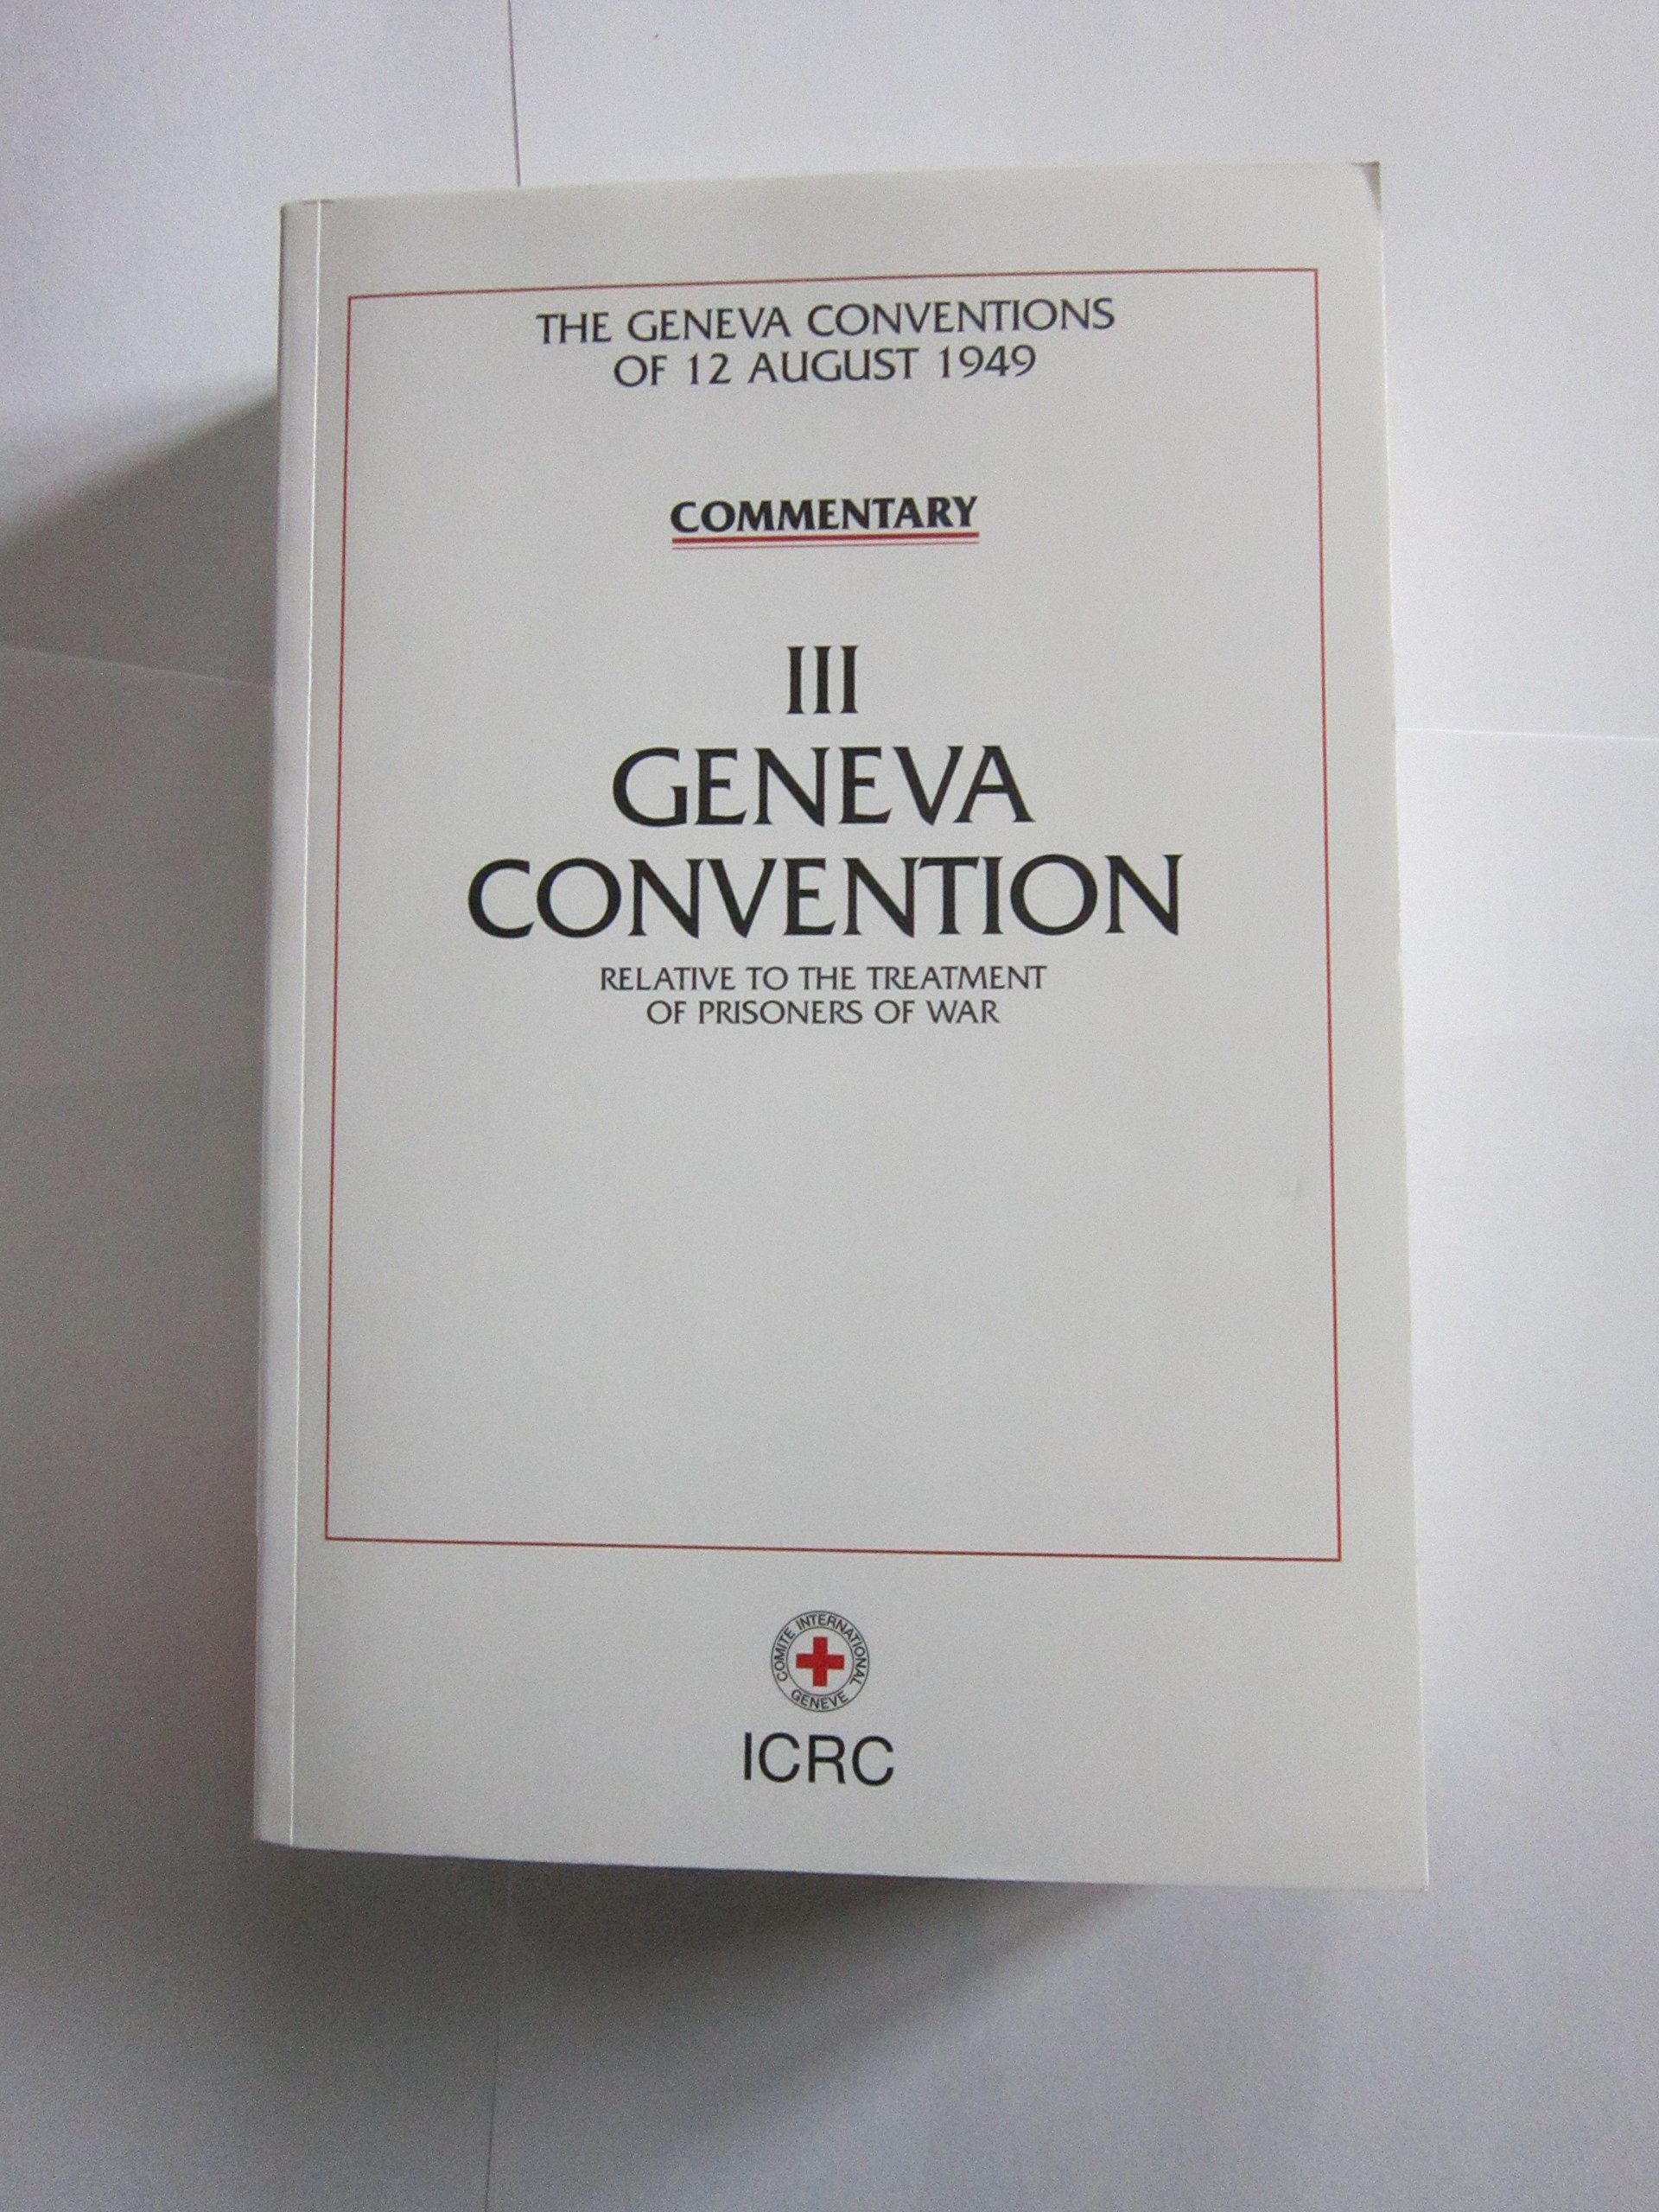 THE GENEVA CONVENTIONS
OF 12 AUGUST 1949
COMMENTARY
III
GENEVA
CONVENTION
RELATIVE TO THE TREATMENT
OF PRISONERS OF WAR
COMITE INTERNATIONAL
GENEVE
ICRC